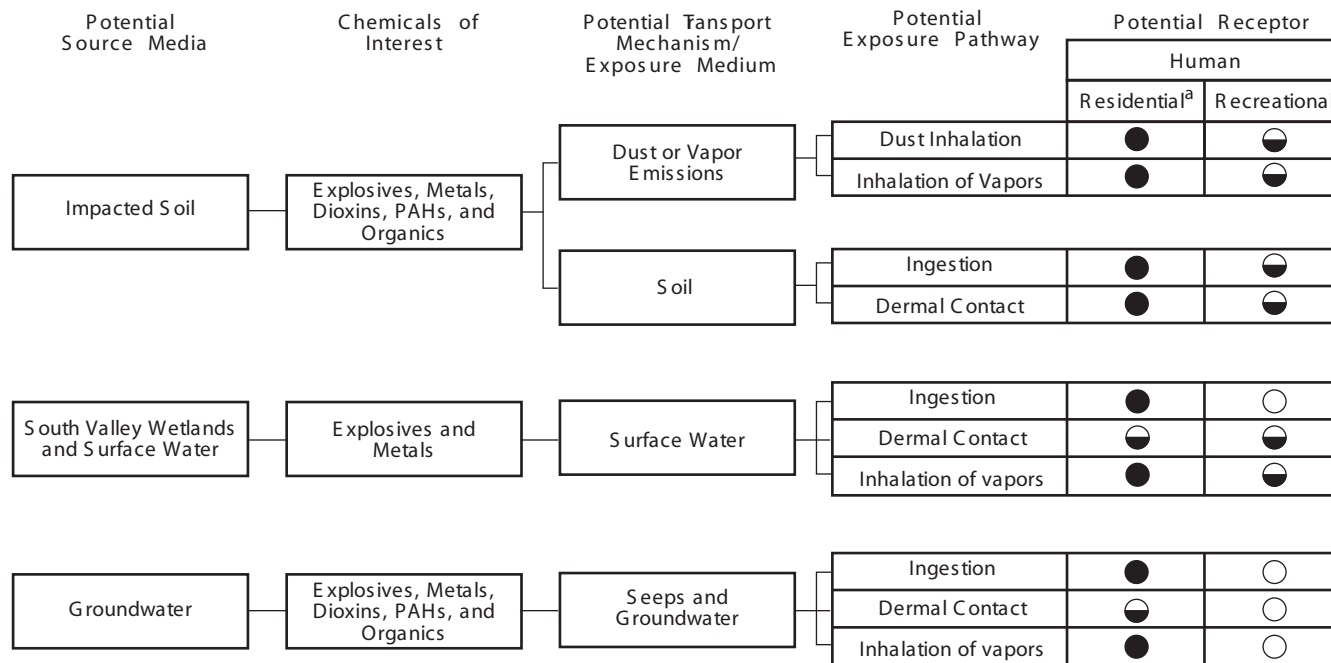 Potential
Source Media
Chemicals of
Interest
Potential Transport
Mechanism/
Exposure Medium
Potential
Exposure Pathway
Potential Receptor
Human
Residentialᵃ
Recreational
Impacted Soil
Explosives, Metals,
Dioxins, PAHs, and
Organics
Dust or Vapor
Emissions
Dust Inhalation
Inhalation of Vapors
Soil
Ingestion
Dermal Contact
South Valley Wetlands
and Surface Water
Explosives and
Metals
Surface Water
Ingestion
Dermal Contact
Inhalation of vapors
Groundwater
Explosives, Metals,
Dioxins, PAHs, and
Organics
Seeps and
Groundwater
Ingestion
Dermal Contact
Inhalation of vapors